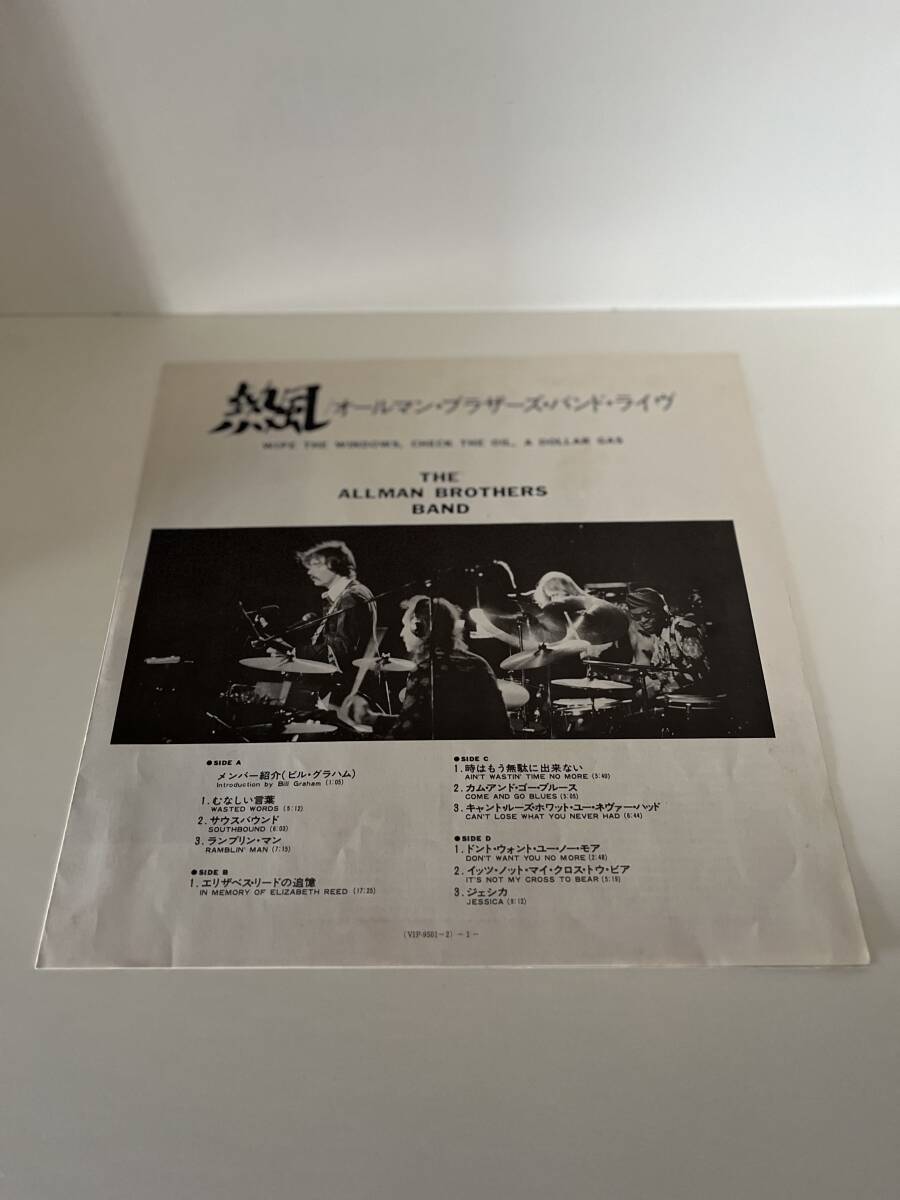 熱風/オールマン・ブラザーズ・バンド・ライヴ
WIPE THE WINDOWS, CHECK THE OIL, A DOLLAR GAS
THE
ALLMAN BROTHERS
BAND
●SIDE A
メンバー紹介(ビル・グラハム)
Introduction by Bill Graham (1:05)
1. むなしい言葉
WASTED WORDS (5:12)
2. サウスバウンド
SOUTHBOUND (6:03)
3. ランブリン・マン
RAMBLIN' MAN (7:15)
●SIDE B
1. エリザベス・リードの追憶
IN MEMORY OF ELIZABETH REED (17:25)
●SIDE C
1. 時はもう無駄に出来ない
AIN'T WASTIN' TIME NO MORE (5:40)
2. カム・アンド・ゴー・ブルース
COME AND GO BLUES (5:05)
3. キャント・ルーズ・ホワット・ユー・ネヴァー・ハッド
CAN'T LOSE WHAT YOU NEVER HAD (6:44)
●SIDE D
1. ドント・ウォント・ユー・ノー・モア
DON'T WANT YOU NO MORE (2:48)
2. イッツ・ノット・マイ・クロス・トゥ・ビア
IT'S NOT MY CROSS TO BEAR (5:19)
3. ジェシカ
JESSICA (9:12)
(VIP-9501~2) -1-